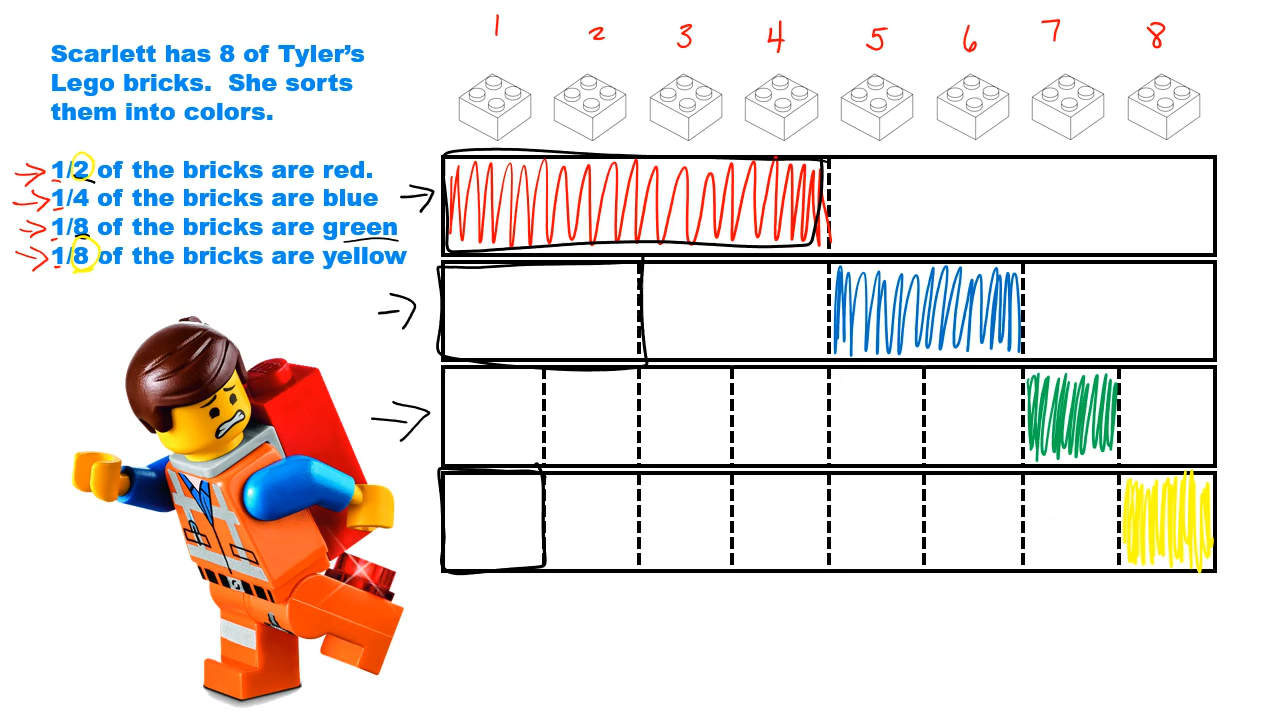 Scarlett has 8 of Tyler’s
Lego bricks. She sorts
them into colors.
1/2 of the bricks are red.
1/4 of the bricks are blue
1/8 of the bricks are green
1/8 of the bricks are yellow
1 2 3 4 5 6 7 8